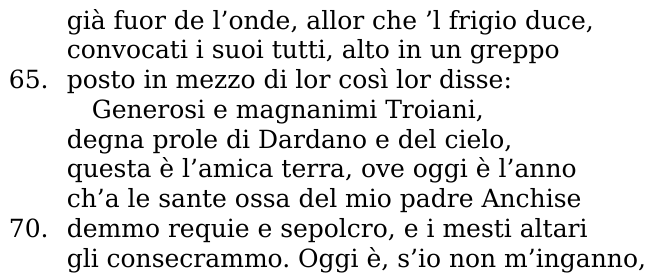 già fuor de l’onde, allor che ’l frigio duce,
convocati i suoi tutti, alto in un greppo
65. posto in mezzo di lor così lor disse:
Generosi e magnanimi Troiani,
degna prole di Dardano e del cielo,
questa è l’amica terra, ove oggi è l’anno
ch’a le sante ossa del mio padre Anchise
70. demmo requie e sepolcro, e i mesti altari
gli consecrammo. Oggi è, s’io non m’inganno,